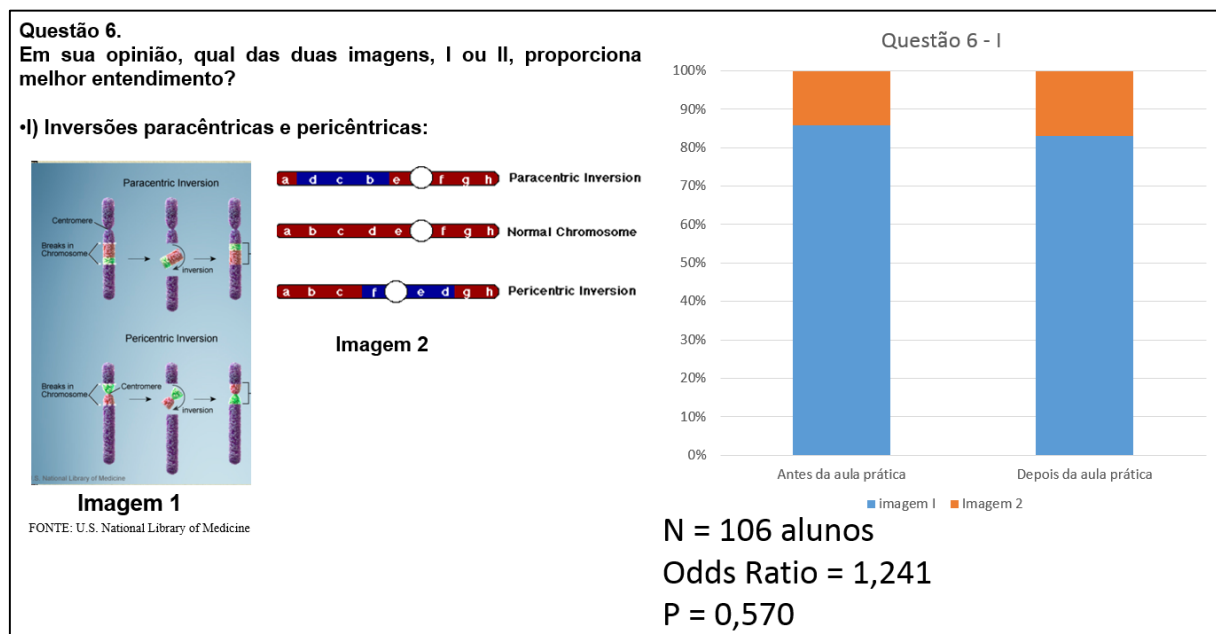 Questão 6.
Em sua opinião, qual das duas imagens, I ou II, proporciona
melhor entendimento?
•I) Inversões paracêntricas e pericêntricas:
Paracentric Inversion
Centromere
Breaks in
Chromosome
inversion
Pericentric Inversion
Breaks in
Chromosome
Centromere
inversion
S. National Library of Medicine
Imagem 1
FONTE: U.S. National Library of Medicine
a d c b e f g h Paracentric Inversion
a b c d e f g h Normal Chromosome
a b c f e d g h Pericentric Inversion
Imagem 2
Questão 6 - I
100%
90%
80%
70%
60%
50%
40%
30%
20%
10%
0%
Antes da aula prática Depois da aula prática
imagem I Imagem 2
N = 106 alunos
Odds Ratio = 1,241
P = 0,570